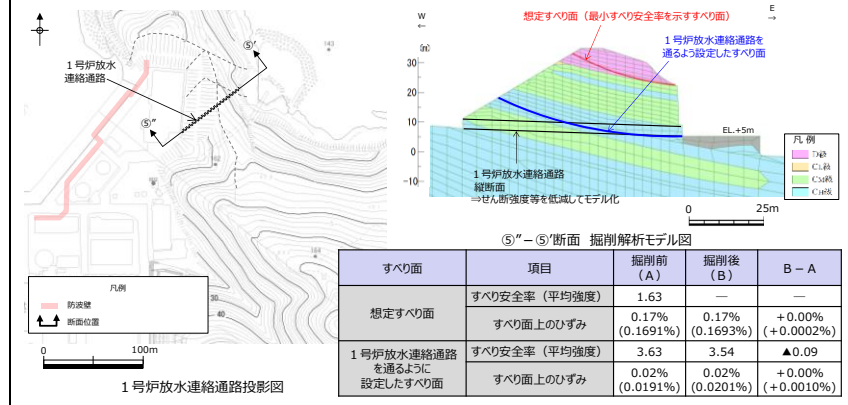 ⑤’
143
1号炉放水
連絡通路
⑤”
凡例
防波壁
断面位置
0
100m
1号炉放水連絡通路投影図
W
←
想定すべり面（最小すべり安全率を示すすべり面）
E
→
1号炉放水連絡通路を
通るよう設定したすべり面
(m)
30
20
10
0
-10
EL.+5m
1号炉放水連絡通路
縦断面
⇒せん断強度等を低減してモデル化
凡 例
D級
CL級
CM級
CH級
0
25m
⑤”－⑤’断面 掘削解析モデル図
すべり面 項目 掘削前（A） 掘削後（B） B－A
想定すべり面 すべり安全率（平均強度） 1.63 ― ―
すべり面上のひずみ 0.17% (0.1691%) 0.17% (0.1693%) +0.00% (+0.0002%)
1号炉放水連絡通路を通るように設定したすべり面 すべり安全率（平均強度） 3.63 3.54 ▲0.09
すべり面上のひずみ 0.02% (0.0191%) 0.02% (0.0201%) +0.00% (+0.0010%)